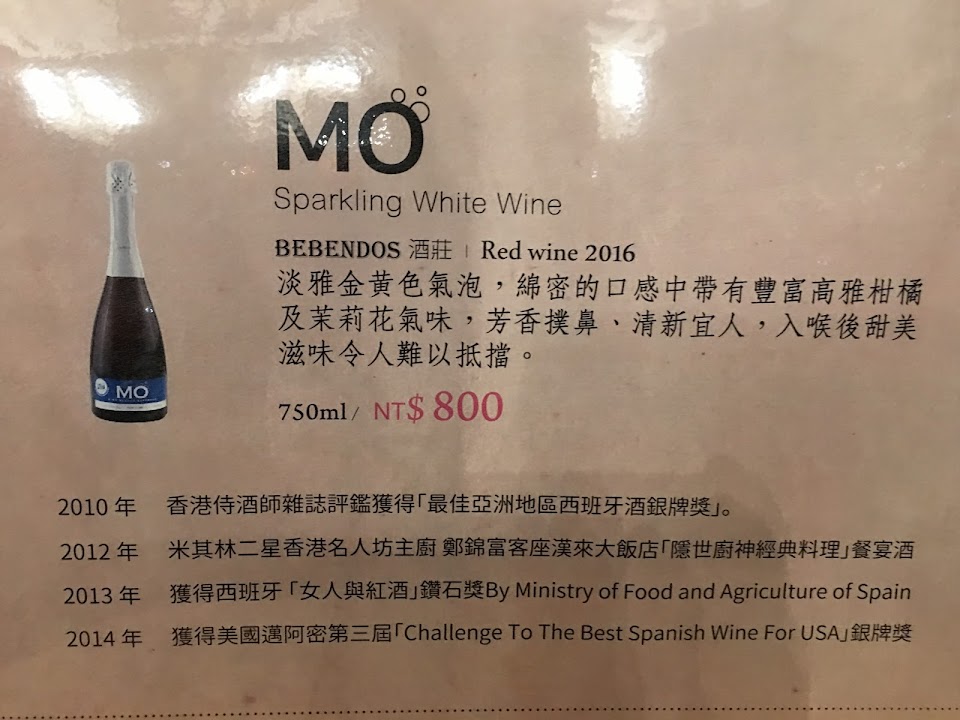 MO
Sparkling White Wine
BEBENDOS 酒莊 | Red wine 2016
淡雅金黃色氣泡，綿密的口感中帶有豐富高雅柑橘
及茉莉花氣味，芳香撲鼻、清新宜人，入喉後甜美
滋味令人難以抵擋。
750ml / NT$ 800
MO
2010 年 香港侍酒師雜誌評鑑獲得「最佳亞洲地區西班牙酒銀牌獎」。
2012 年 米其林二星香港名人坊主廚 鄭錦富客座漢來大飯店「隱世廚神經典料理」餐宴酒
2013 年 獲得西班牙「女人與紅酒」鑽石獎By Ministry of Food and Agriculture of Spain
2014 年 獲得美國邁阿密第三屆「Challenge To The Best Spanish Wine For USA」銀牌獎